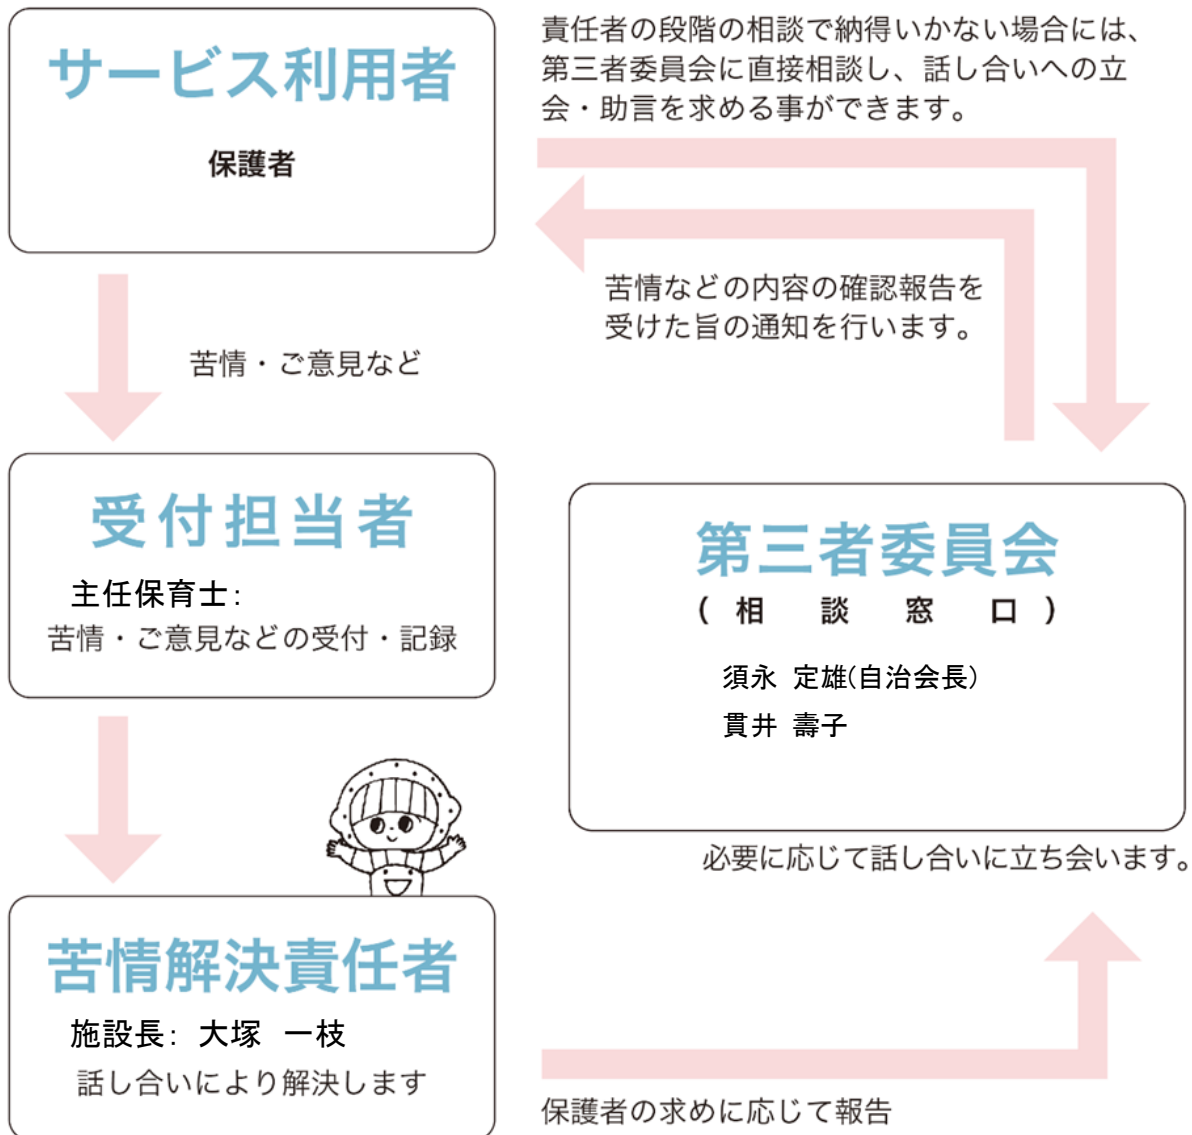 サービス利用者
保護者
責任者の段階の相談で納得いかない場合には、
第三者委員会に直接相談し、話し合いへの立
会・助言を求める事ができます。
苦情などの内容の確認報告を
受けた旨の通知を行います。
苦情・ご意見など
受付担当者
主任保育士:
苦情・ご意見などの受付・記録
第三者委員会
(相談窓口)
須永 定雄(自治会長)
貫井 壽子
必要に応じて話し合いに立ち会います。
苦情解決責任者
施設長: 大塚 一枝
話し合いにより解決します
保護者の求めに応じて報告